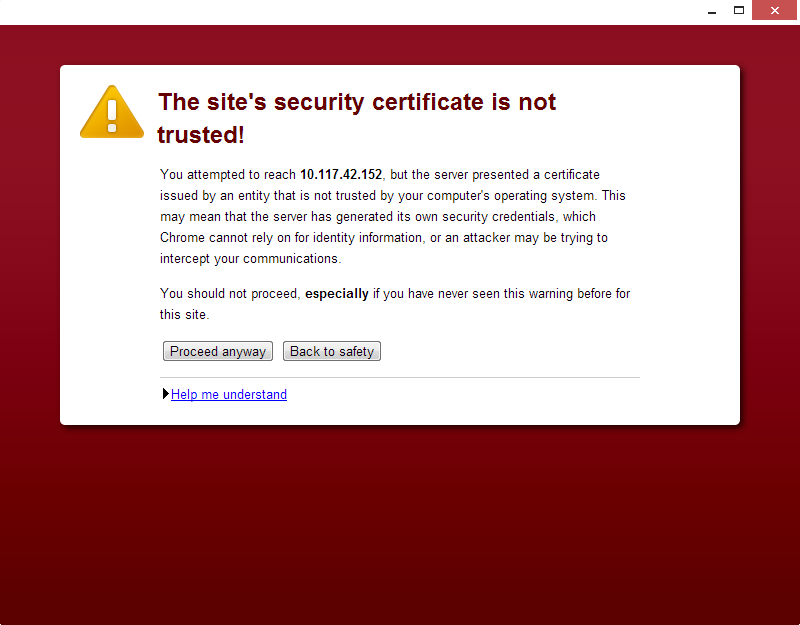 The site's security certificate is not
trusted!
You attempted to reach 10.117.42.152, but the server presented a certificate
issued by an entity that is not trusted by your computer's operating system. This
may mean that the server has generated its own security credentials, which
Chrome cannot rely on for identity information, or an attacker may be trying to
intercept your communications.
You should not proceed, especially if you have never seen this warning before for
this site.
Proceed anyway Back to safety
Help me understand